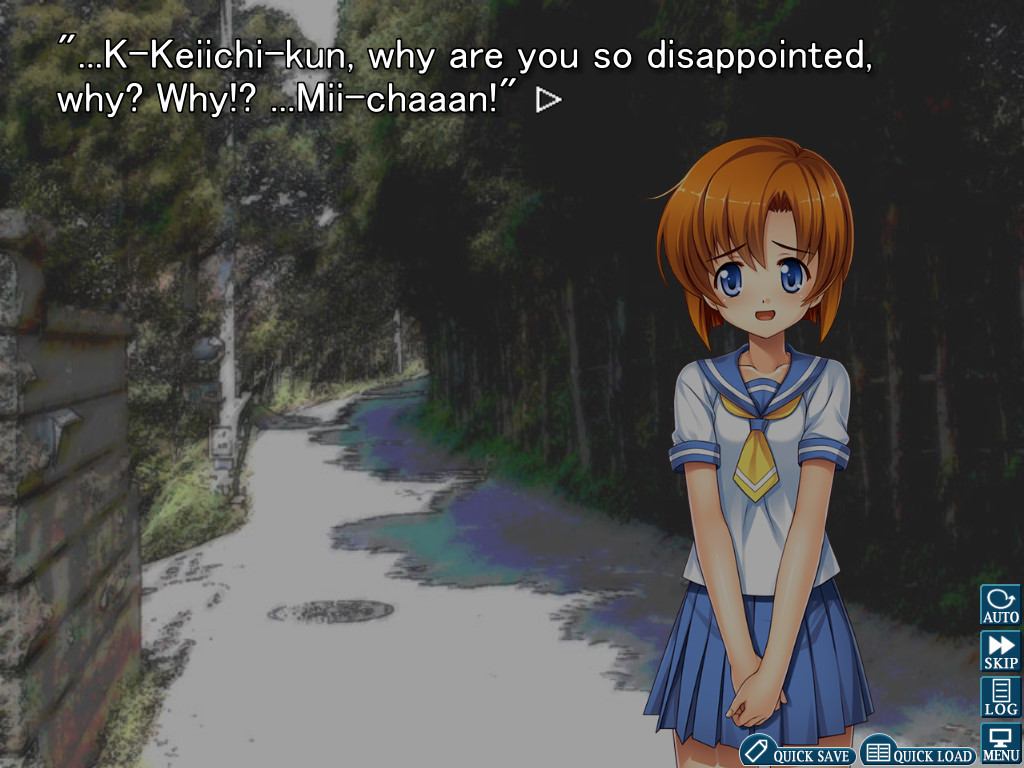 "...K-Keiichi-kun, why are you so disappointed,
why? Why!? ...Mii-chaaan!"
AUTO
SKIP
LOG
MENU
QUICK SAVE
QUICK LOAD